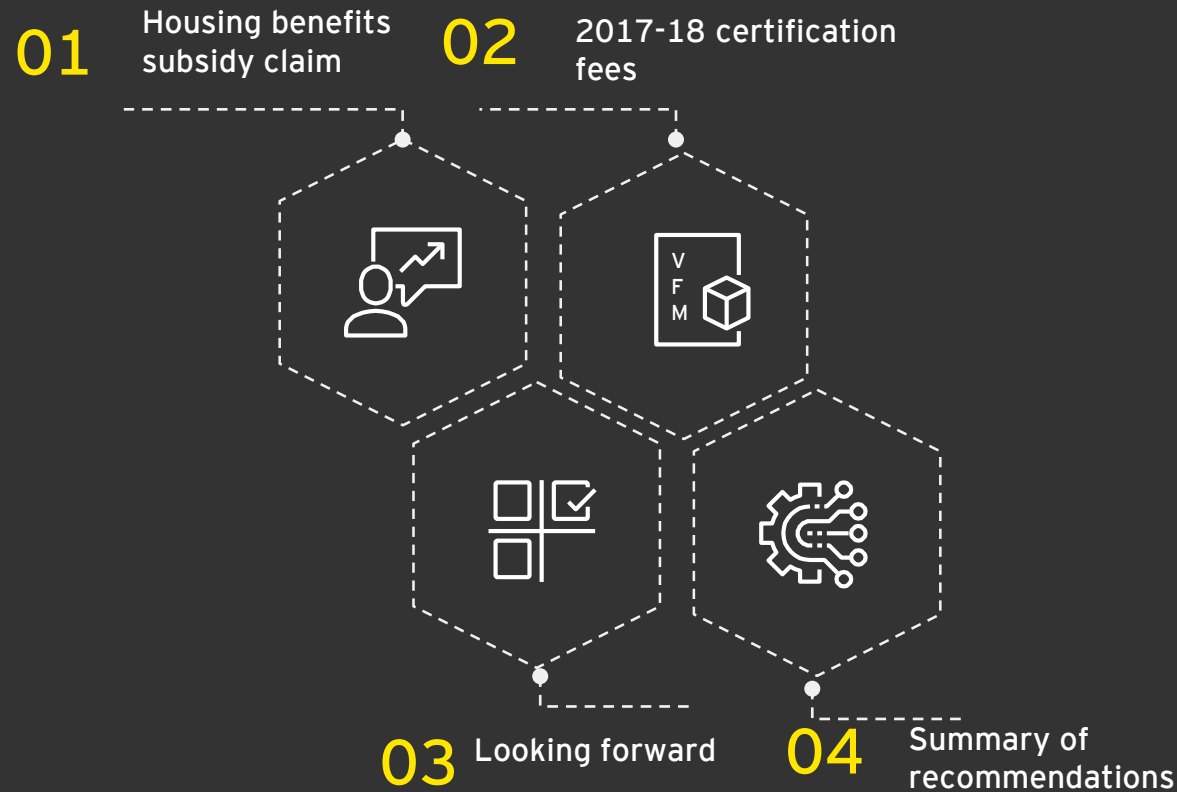 01
Housing benefits
subsidy claim
02
2017-18 certification
fees
V
F
M
03
Looking forward
04
Summary of
recommendations